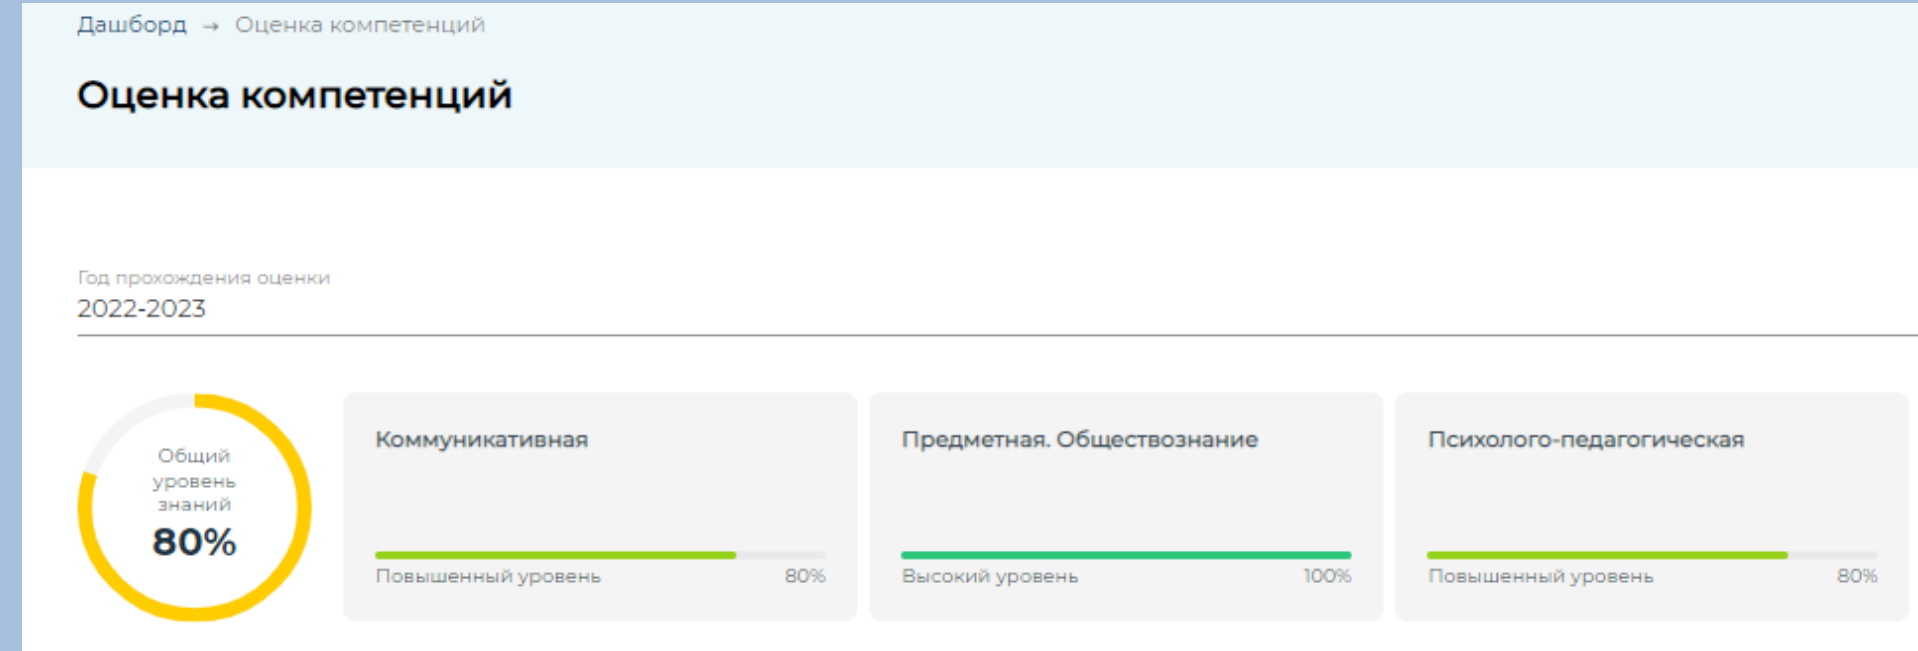 Дашборд → Оценка компетенций
Оценка компетенций
Год прохождения оценки
2022-2023
Общий
уровень
знаний
80%
Коммуникативная
Повышенный уровень 80%
Предметная. Обществознание
Высокий уровень 100%
Психолого-педагогическая
Повышенный уровень 80%